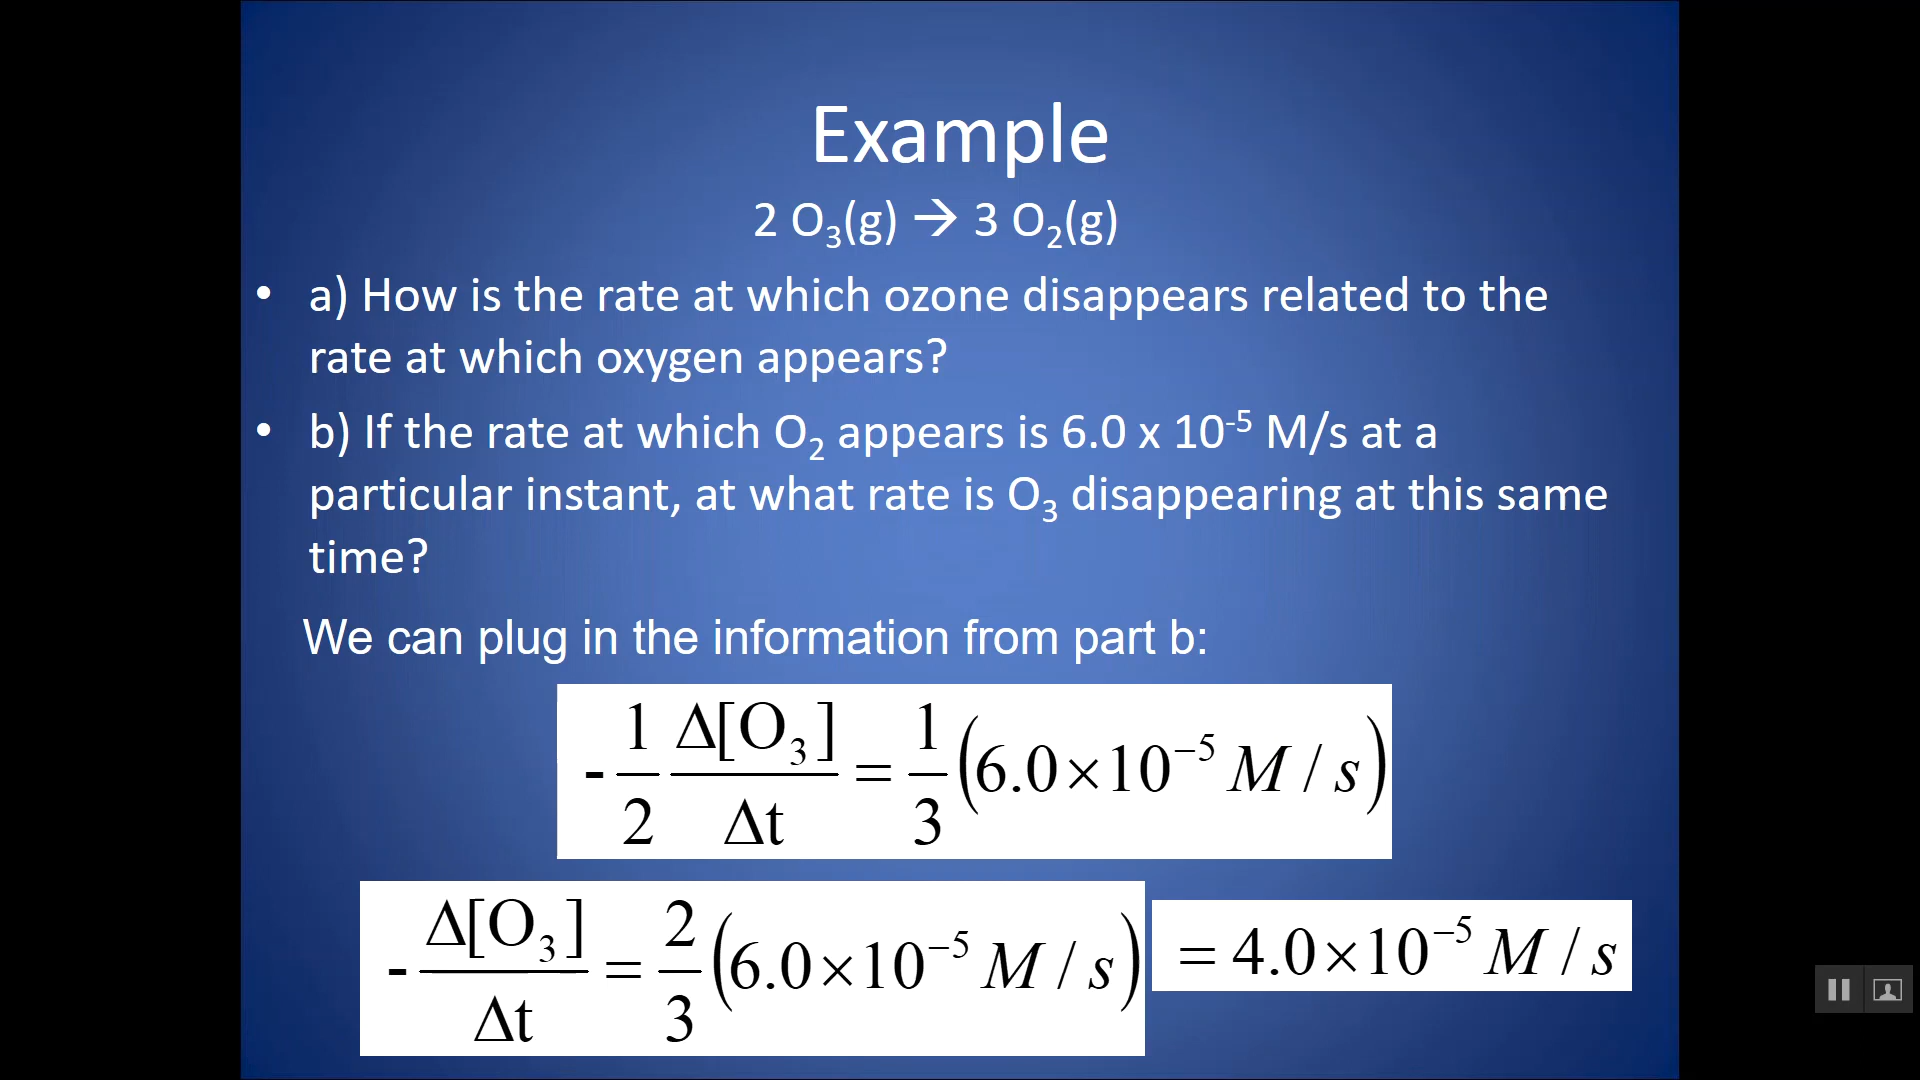 Example
2 O₃(g) → 3 O₂(g)
• a) How is the rate at which ozone disappears related to the
rate at which oxygen appears?
• b) If the rate at which O₂ appears is 6.0 x 10⁻⁵ M/s at a
particular instant, at what rate is O₃ disappearing at this same
time?
We can plug in the information from part b:
-1/2 Δ[O₃]/Δt = 1/3 (6.0×10⁻⁵ M / s)
-Δ[O₃]/Δt = 2/3 (6.0×10⁻⁵ M / s) = 4.0×10⁻⁵ M / s